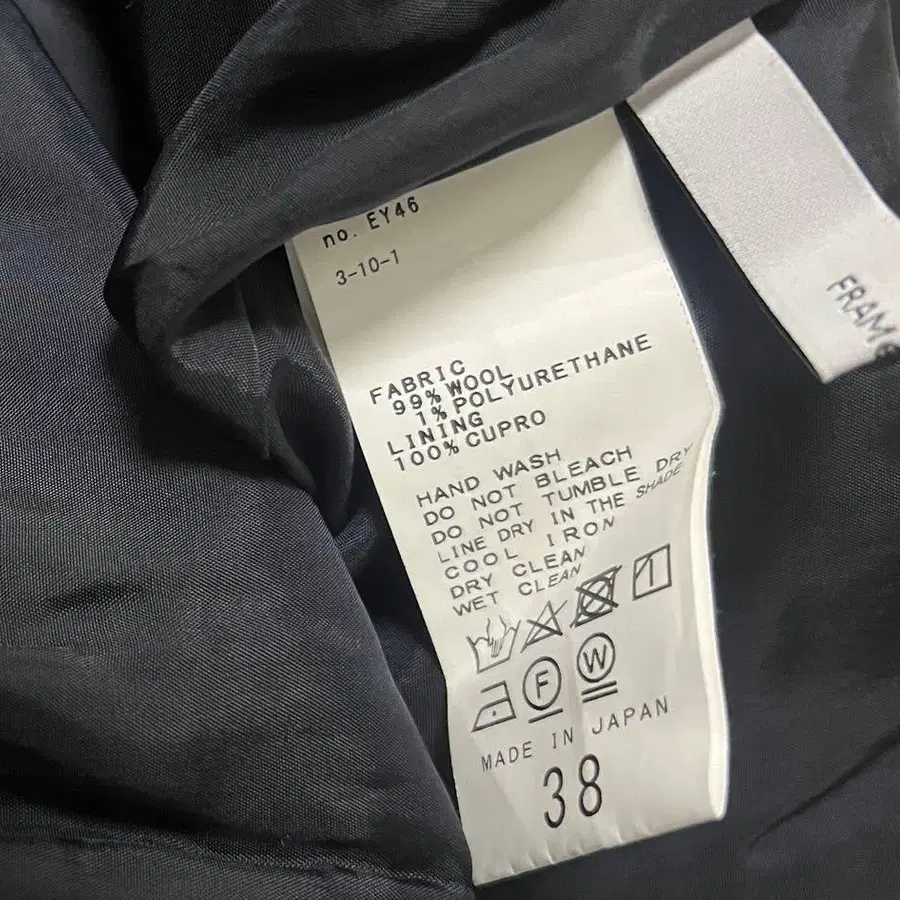 no. EY46
3-10-1
FABRIC
99% WOOL
1% POLYURETHANE
LINING
100% CUPRO
HAND WASH
DO NOT BLEACH
DO NOT TUMBLE DRY
LINE DRY IN THE SHADE
COOL IRON
DRY CLEAN
WET CLEAN
F W
MADE IN JAPAN
38
FRAMe